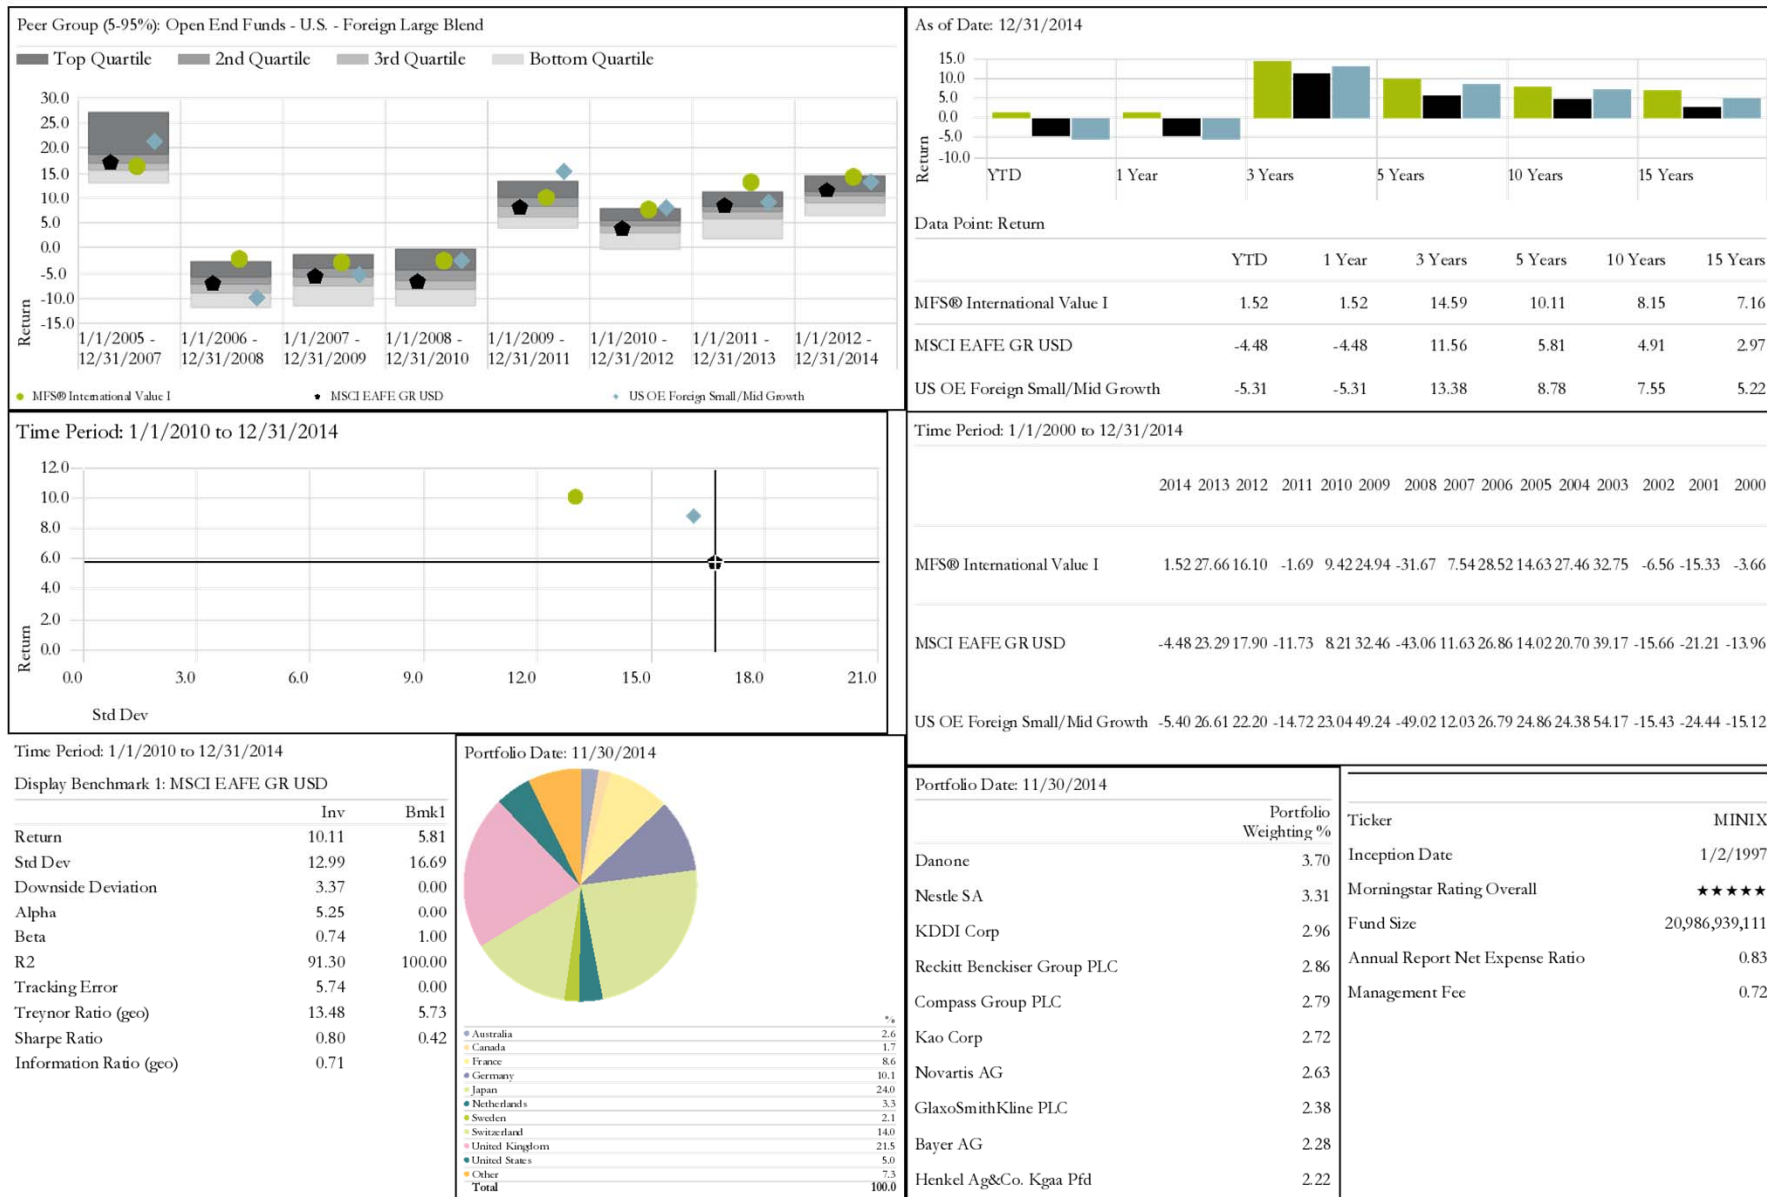 Peer Group (5-95%): Open End Funds - U.S. - Foreign Large Blend
Top Quartile 2nd Quartile 3rd Quartile Bottom Quartile
30.0
25.0
20.0
15.0
10.0
5.0
0.0
-5.0
-10.0
-15.0
Return
1/1/2005 - 12/31/2007
1/1/2006 - 12/31/2008
1/1/2007 - 12/31/2009
1/1/2008 - 12/31/2010
1/1/2009 - 12/31/2011
1/1/2010 - 12/31/2012
1/1/2011 - 12/31/2013
1/1/2012 - 12/31/2014
MFS® International Value I MSCI EAFE GR USD US OE Foreign Small/Mid Growth
As of Date: 12/31/2014
15.0
10.0
5.0
0.0
-5.0
-10.0
Return
YTD 1 Year 3 Years 5 Years 10 Years 15 Years
Data Point: Return
YTD 1 Year 3 Years 5 Years 10 Years 15 Years
MFS® International Value I 1.52 1.52 14.59 10.11 8.15 7.16
MSCI EAFE GR USD -4.48 -4.48 11.56 5.81 4.91 2.97
US OE Foreign Small/Mid Growth -5.31 -5.31 13.38 8.78 7.55 5.22
Time Period: 1/1/2010 to 12/31/2014
12.0
10.0
8.0
6.0
4.0
2.0
0.0
Return
0.0 3.0 6.0 9.0 12.0 15.0 18.0 21.0
Std Dev
Time Period: 1/1/2000 to 12/31/2014
2014 2013 2012 2011 2010 2009 2008 2007 2006 2005 2004 2003 2002 2001 2000
MFS® International Value I 1.52 27.66 16.10 -1.69 9.42 24.94 -31.67 7.54 28.52 14.63 27.46 32.75 -6.56 -15.33 -3.66
MSCI EAFE GR USD -4.48 23.29 17.90 -11.73 8.21 32.46 -43.06 11.63 26.86 14.02 20.70 39.17 -15.66 -21.21 -13.96
US OE Foreign Small/Mid Growth -5.40 26.61 22.20 -14.72 23.04 49.24 -49.02 12.03 26.79 24.86 24.38 54.17 -15.43 -24.44 -15.12
Time Period: 1/1/2010 to 12/31/2014
Display Benchmark 1: MSCI EAFE GR USD
Inv Bmk1
Return 10.11 5.81
Std Dev 12.99 16.69
Downside Deviation 3.37 0.00
Alpha 5.25 0.00
Beta 0.74 1.00
R2 91.30 100.00
Tracking Error 5.74 0.00
Treynor Ratio (geo) 13.48 5.73
Sharpe Ratio 0.80 0.42
Information Ratio (geo) 0.71
Portfolio Date: 11/30/2014
%
Australia 2.6
Canada 1.7
France 8.6
Germany 10.1
Japan 24.0
Netherlands 3.3
Sweden 2.1
Switzerland 14.0
United Kingdom 21.5
United States 5.0
Other 7.3
Total 100.0
Portfolio Date: 11/30/2014
Portfolio
Weighting %
Danone 3.70
Nestle SA 3.31
KDDI Corp 2.96
Reckitt Benckiser Group PLC 2.86
Compass Group PLC 2.79
Kao Corp 2.72
Novartis AG 2.63
GlaxoSmithKline PLC 2.38
Bayer AG 2.28
Henkel Ag&Co. Kgaa Pfd 2.22
Ticker MINIX
Inception Date 1/2/1997
Morningstar Rating Overall ★★★★★
Fund Size 20,986,939,111
Annual Report Net Expense Ratio 0.83
Management Fee 0.72